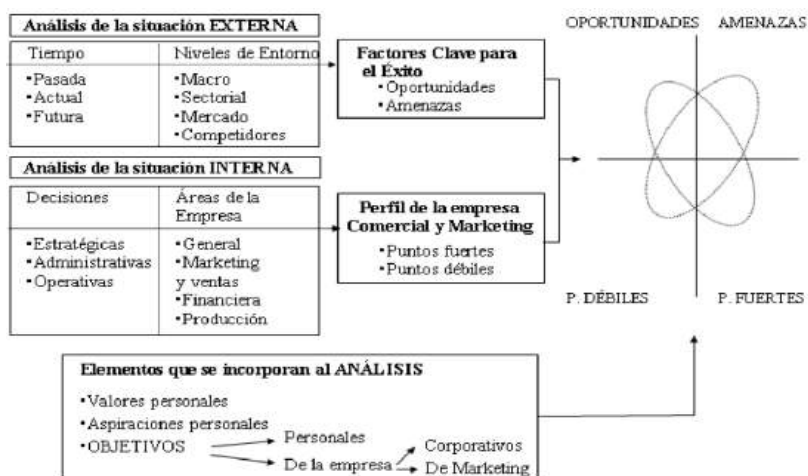 Análisis de la situación EXTERNA
Tiempo
•Pasada
•Actual
•Futura
Niveles de Entorno
•Macro
•Sectorial
•Mercado
•Competidores
Factores Clave para
el Éxito
•Oportunidades
•Amenazas
Análisis de la situación INTERNA
Decisiones
•Estratégicas
•Administrativas
•Operativas
Áreas de la
Empresa
•General
•Marketing
y ventas
•Financiera
•Producción
Perfil de la empresa
Comercial y Marketing
•Puntos fuertes
•Puntos débiles
OPORTUNIDADES
AMENAZAS
P. DÉBILES
P. FUERTES
Elementos que se incorporan al ANÁLISIS
•Valores personales
•Aspiraciones personales
•OBJETIVOS
Personales
De la empresa
Corporativos
De Marketing